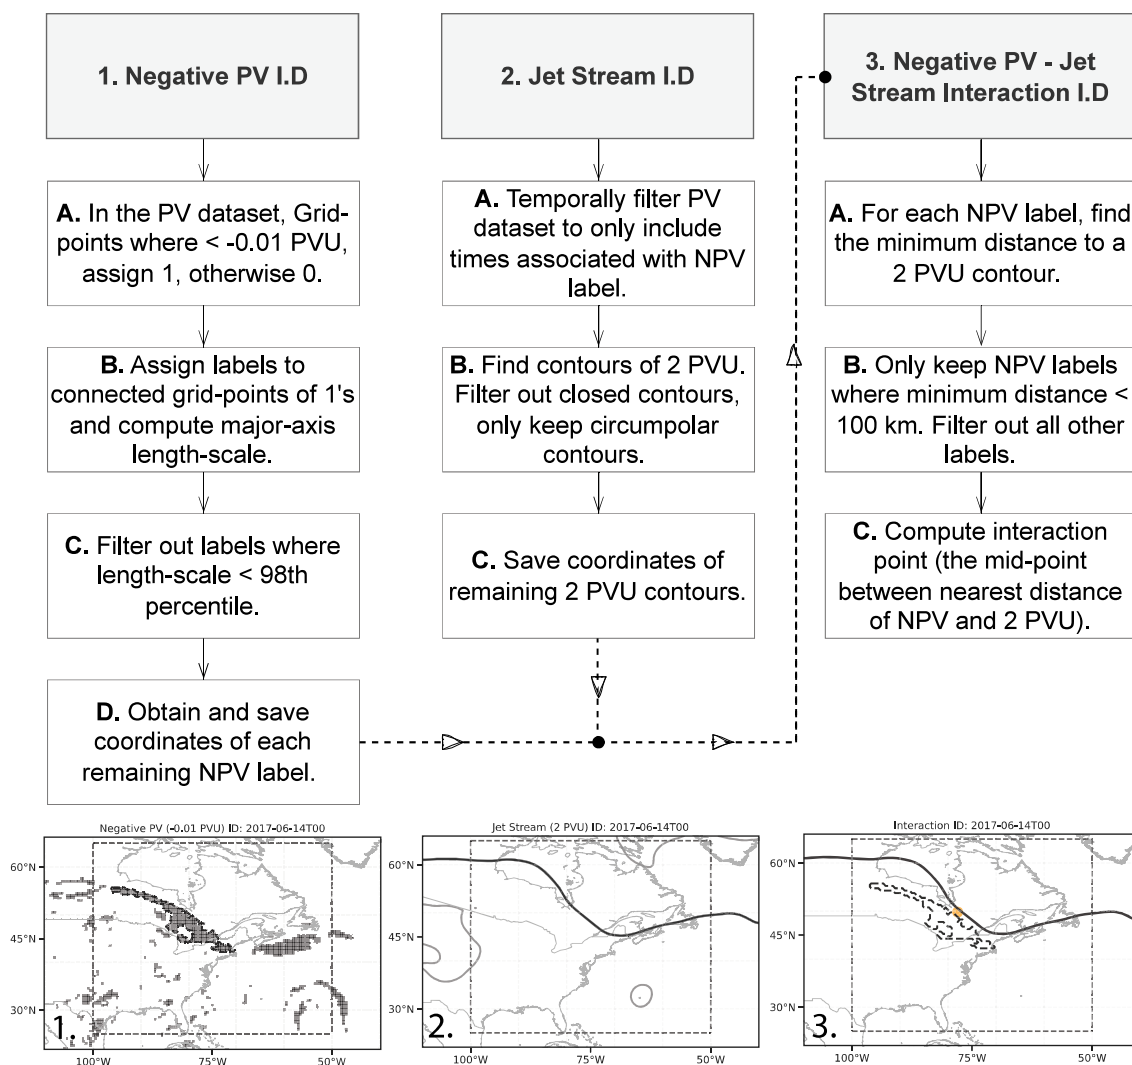 1. Negative PV I.D
A. In the PV dataset, Grid-
points where < -0.01 PVU,
assign 1, otherwise 0.
B. Assign labels to
connected grid-points of 1's
and compute major-axis
length-scale.
C. Filter out labels where
length-scale < 98th
percentile.
D. Obtain and save
coordinates of each
remaining NPV label.
2. Jet Stream I.D
A. Temporally filter PV
dataset to only include
times associated with NPV
label.
B. Find contours of 2 PVU.
Filter out closed contours,
only keep circumpolar
contours.
C. Save coordinates of
remaining 2 PVU contours.
3. Negative PV - Jet
Stream Interaction I.D
A. For each NPV label, find
the minimum distance to a
2 PVU contour.
B. Only keep NPV labels
where minimum distance <
100 km. Filter out all other
labels.
C. Compute interaction
point (the mid-point
between nearest distance
of NPV and 2 PVU).
Negative PV (-0.01 PVU) ID: 2017-06-14T00
60°N
45°N
30°N
1.
100°W 75°W 50°W
Jet Stream (2 PVU) ID: 2017-06-14T00
60°N
45°N
30°N
2.
100°W 75°W 50°W
Interaction ID: 2017-06-14T00
60°N
45°N
30°N
3.
100°W 75°W 50°W